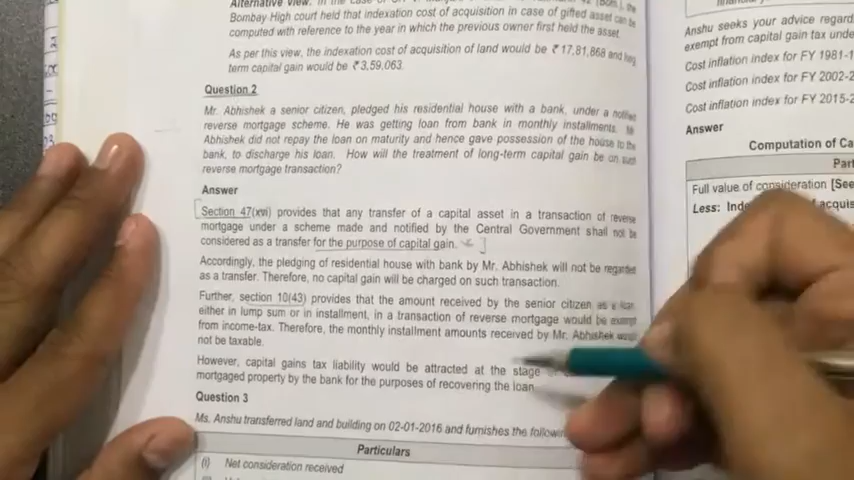 Alternative view: In the case of
Bombay High court held that indexation cost of acquisition in case of gifted asset can be
computed with reference to the year in which the previous owner first held the asset.
As per this view, the indexation cost of acquisition of land would be ₹ 17,81,868 and long
term capital gain would be ₹ 3,59,063.
Question 2
Mr. Abhishek a senior citizen, pledged his residential house with a bank, under a notified
reverse mortgage scheme. He was getting loan from bank in monthly installments. Mr.
Abhishek did not repay the loan on maturity and hence gave possession of the house to the
bank, to discharge his loan. How will the treatment of long-term capital gain be on such
reverse mortgage transaction?
Answer
Section 47(xvi) provides that any transfer of a capital asset in a transaction of reverse
mortgage under a scheme made and notified by the Central Government shall not be
considered as a transfer for the purpose of capital gain.
Accordingly, the pledging of residential house with bank by Mr. Abhishek will not be regarded
as a transfer. Therefore, no capital gain will be charged on such transaction.
Further, section 10(43) provides that the amount received by the senior citizen as a loan,
either in lump sum or in installment, in a transaction of reverse mortgage would be exempt
from income-tax. Therefore, the monthly installment amounts received by Mr. Abhishek would
not be taxable.
However, capital gains tax liability would be attracted at the stage
mortgaged property by the bank for the purposes of recovering the loan.
Question 3
Ms. Anshu transferred land and building on 02-01-2016 and furnishes the following
Particulars
(i) Net consideration received
Anshu seeks your advice regard
exempt from capital gain tax unde
Cost inflation index for FY 1981-
Cost inflation index for FY 2002-2
Cost inflation index for FY 2015-2
Answer
Computation of Ca
Part
Full value of consideration [See
Less: Inde
acquis